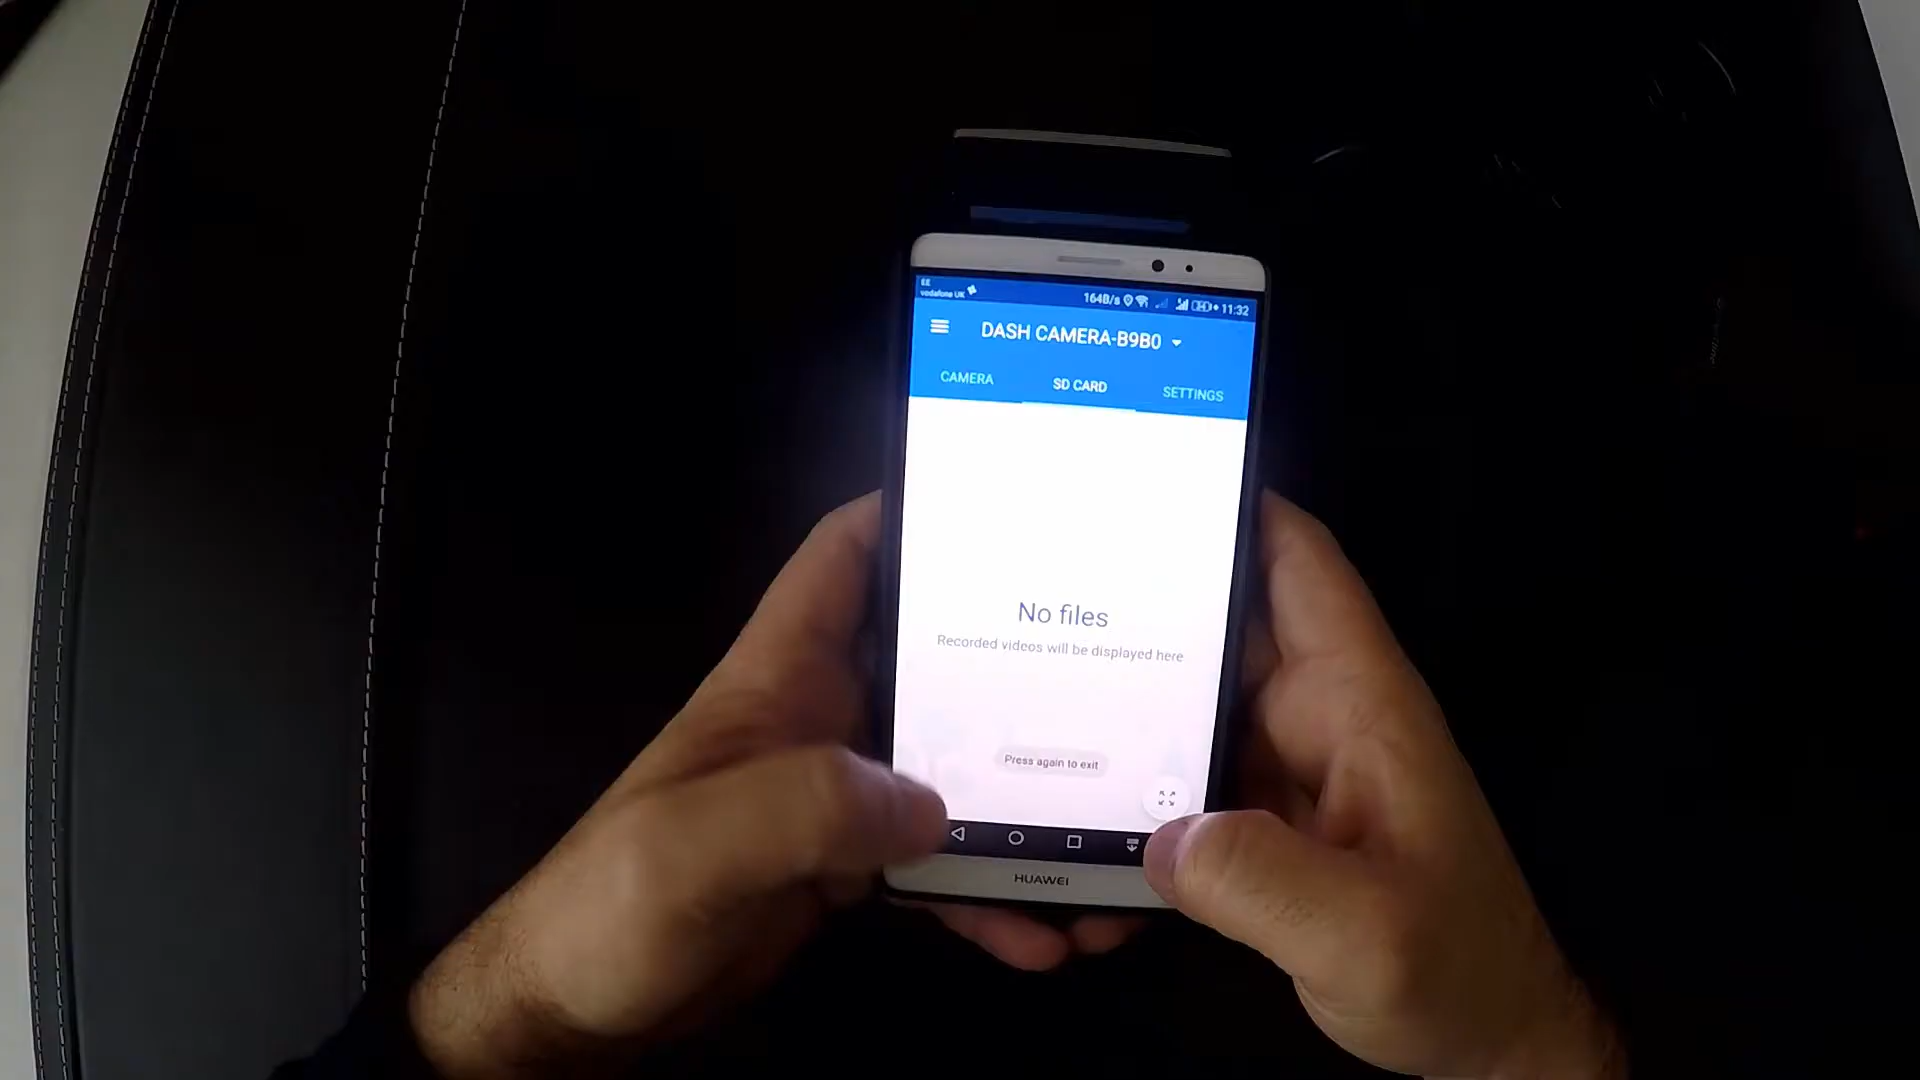 EE
vodafone UK
164B/s 11:32
DASH CAMERA-B9B0
CAMERA SD CARD SETTINGS
No files
Recorded videos will be displayed here
Press again to exit
HUAWEI